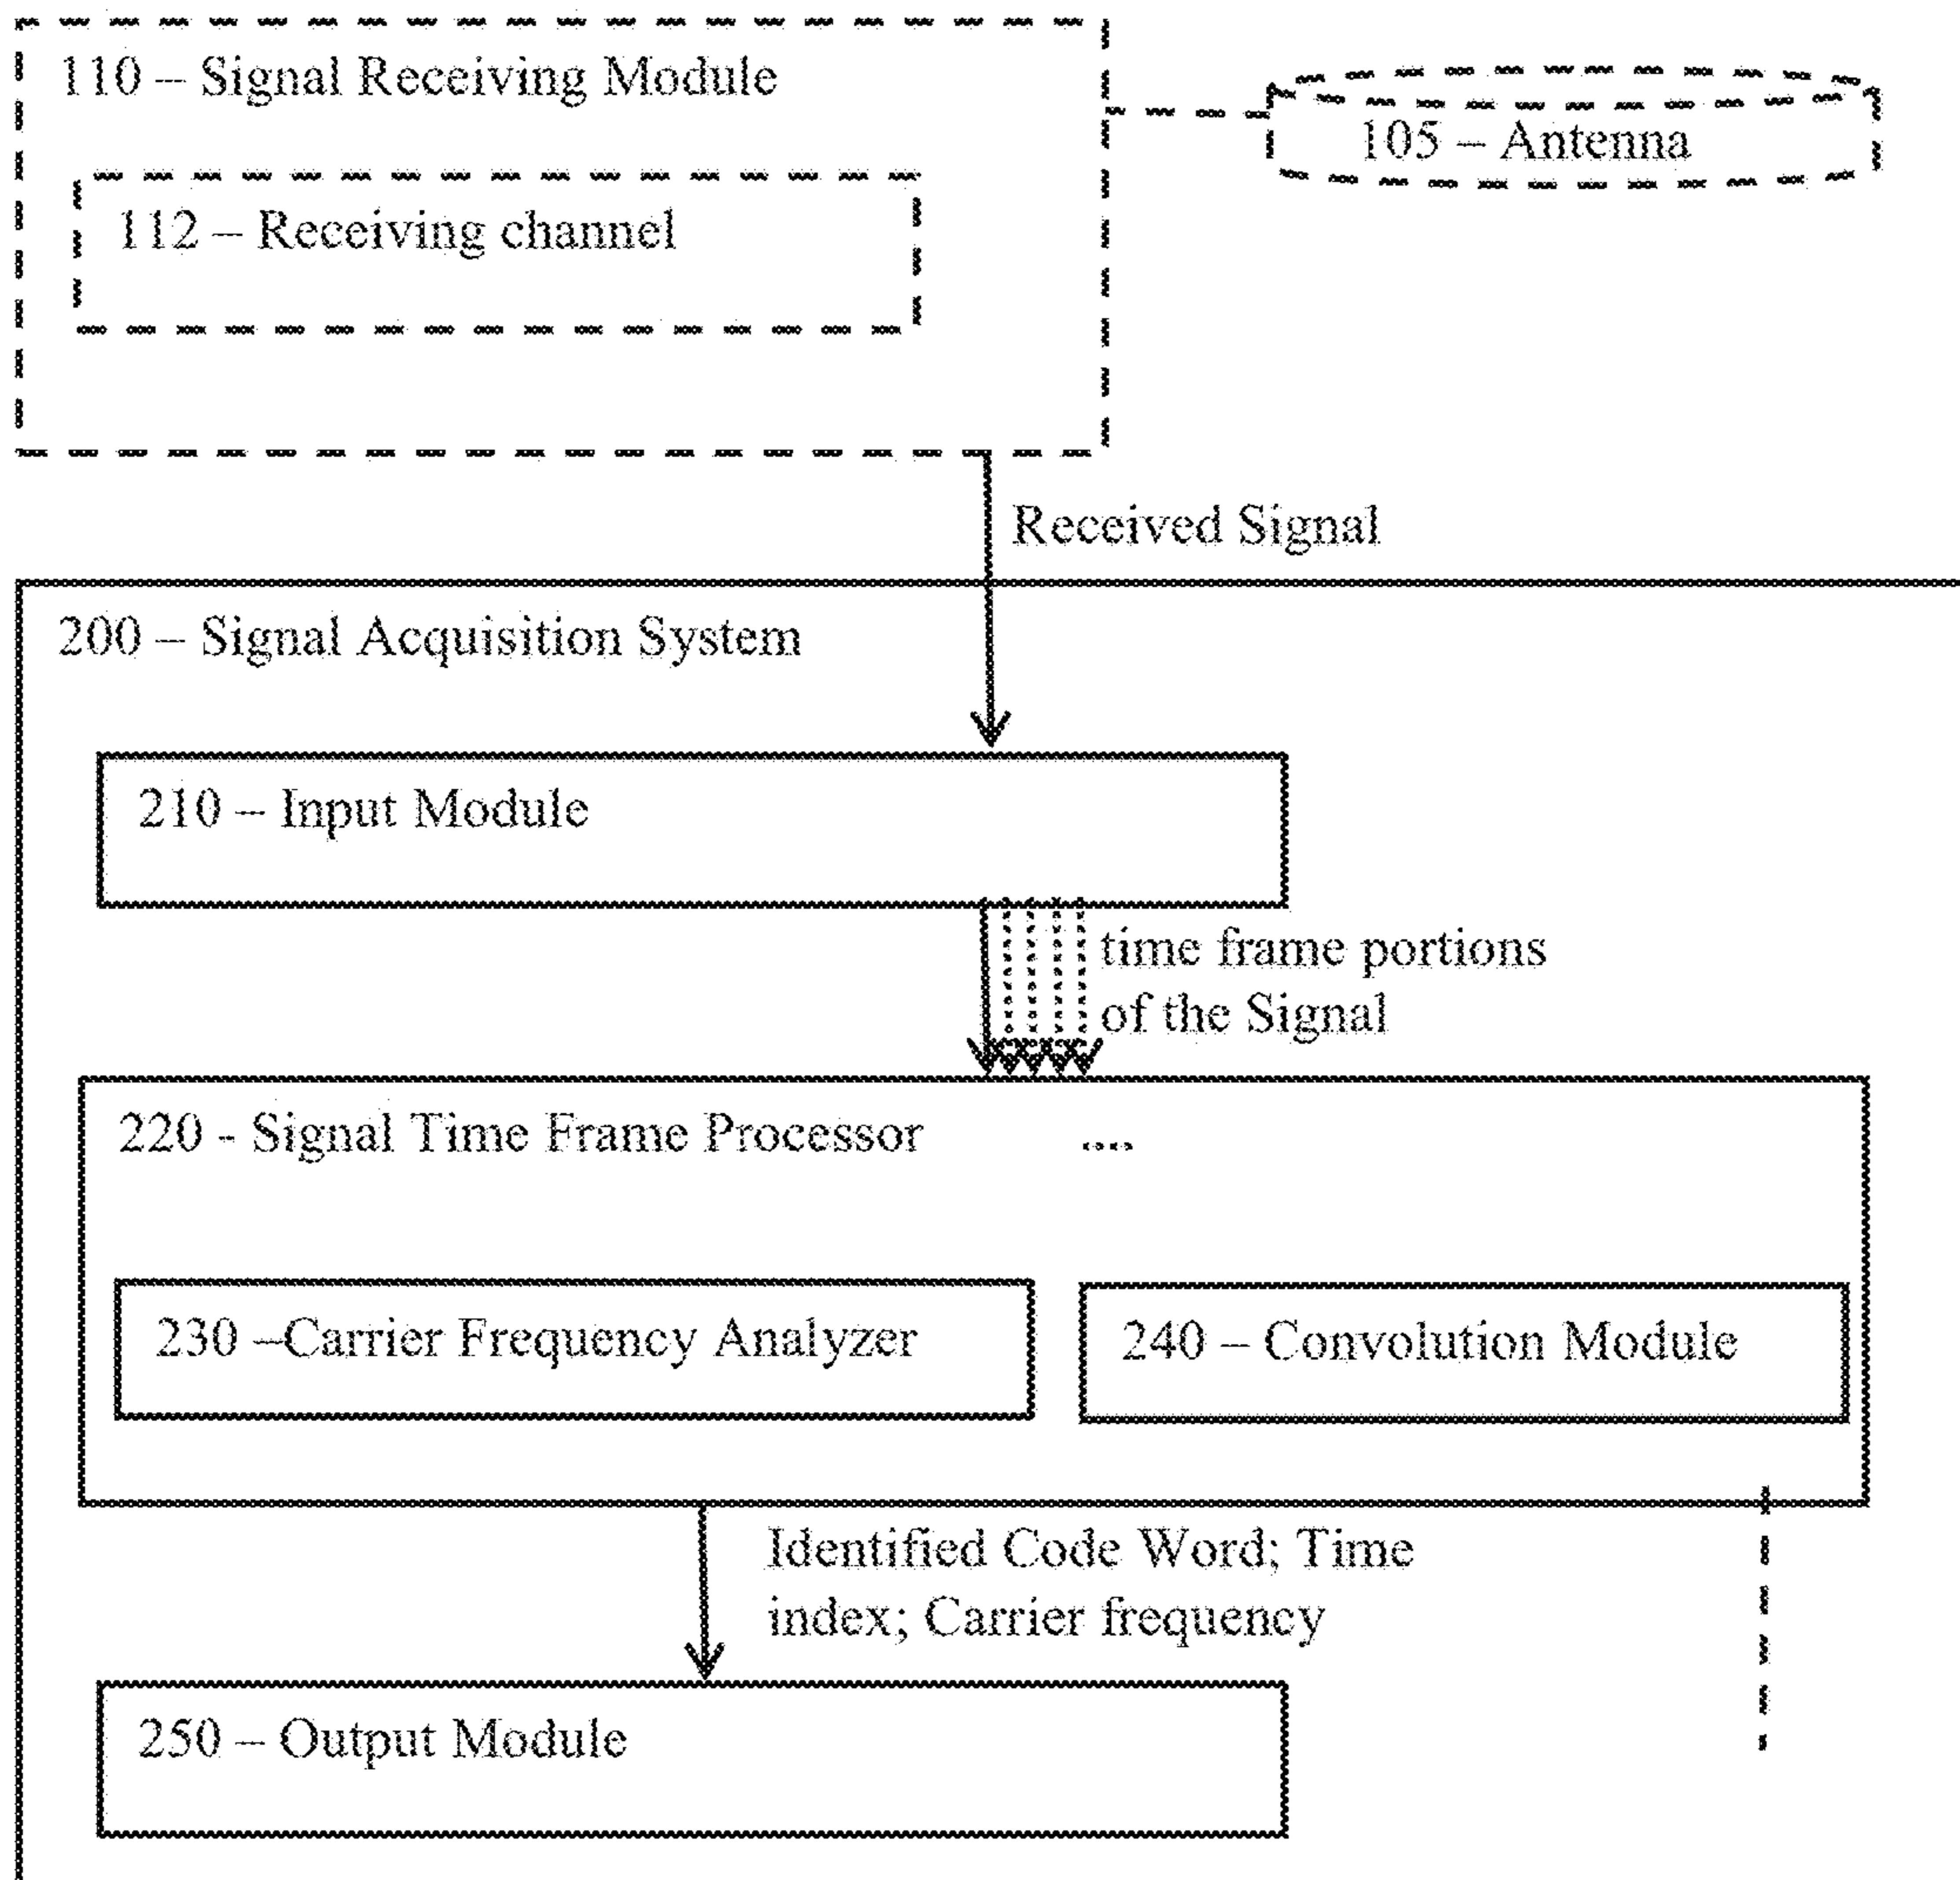 110 – Signal Receiving Module
105 – Antenna
112 – Receiving channel
Received Signal
200 – Signal Acquisition System
210 – Input Module
time frame portions
of the Signal
220 - Signal Time Frame Processor ....
230 –Carrier Frequency Analyzer
240 – Convolution Module
Identified Code Word; Time
index; Carrier frequency
250 – Output Module